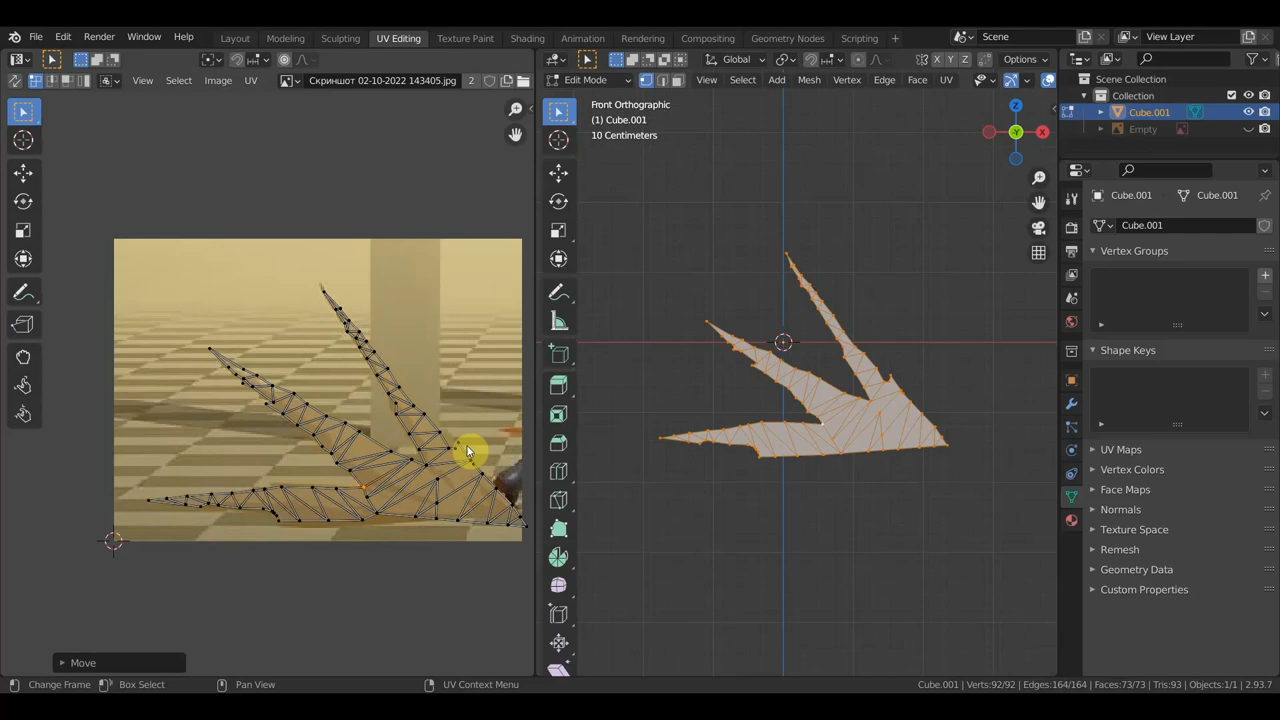 File Edit Render Window Help Layout Modeling Sculpting UV Editing Texture Paint Shading Animation Rendering Compositing Geometry Nodes Scripting + Scene View Layer
Global X Y Z Options
View Select Image UV Скриншот 02-10-2022 143405.jpg 2 Edit Mode View Select Add Mesh Vertex Edge Face UV
Scene Collection
Collection
Cube.001
Empty
Front Orthographic
(1) Cube.001
10 Centimeters
Z
X
-Y
Cube.001 Cube.001
Cube.001
Vertex Groups
Shape Keys
UV Maps
Vertex Colors
Face Maps
Normals
Texture Space
Remesh
Geometry Data
Custom Properties
Move
Change Frame Box Select Pan View UV Context Menu Cube.001 | Verts:92/92 | Edges:164/164 | Faces:73/73 | Tris:93 | Objects:1/1 | 2.93.7